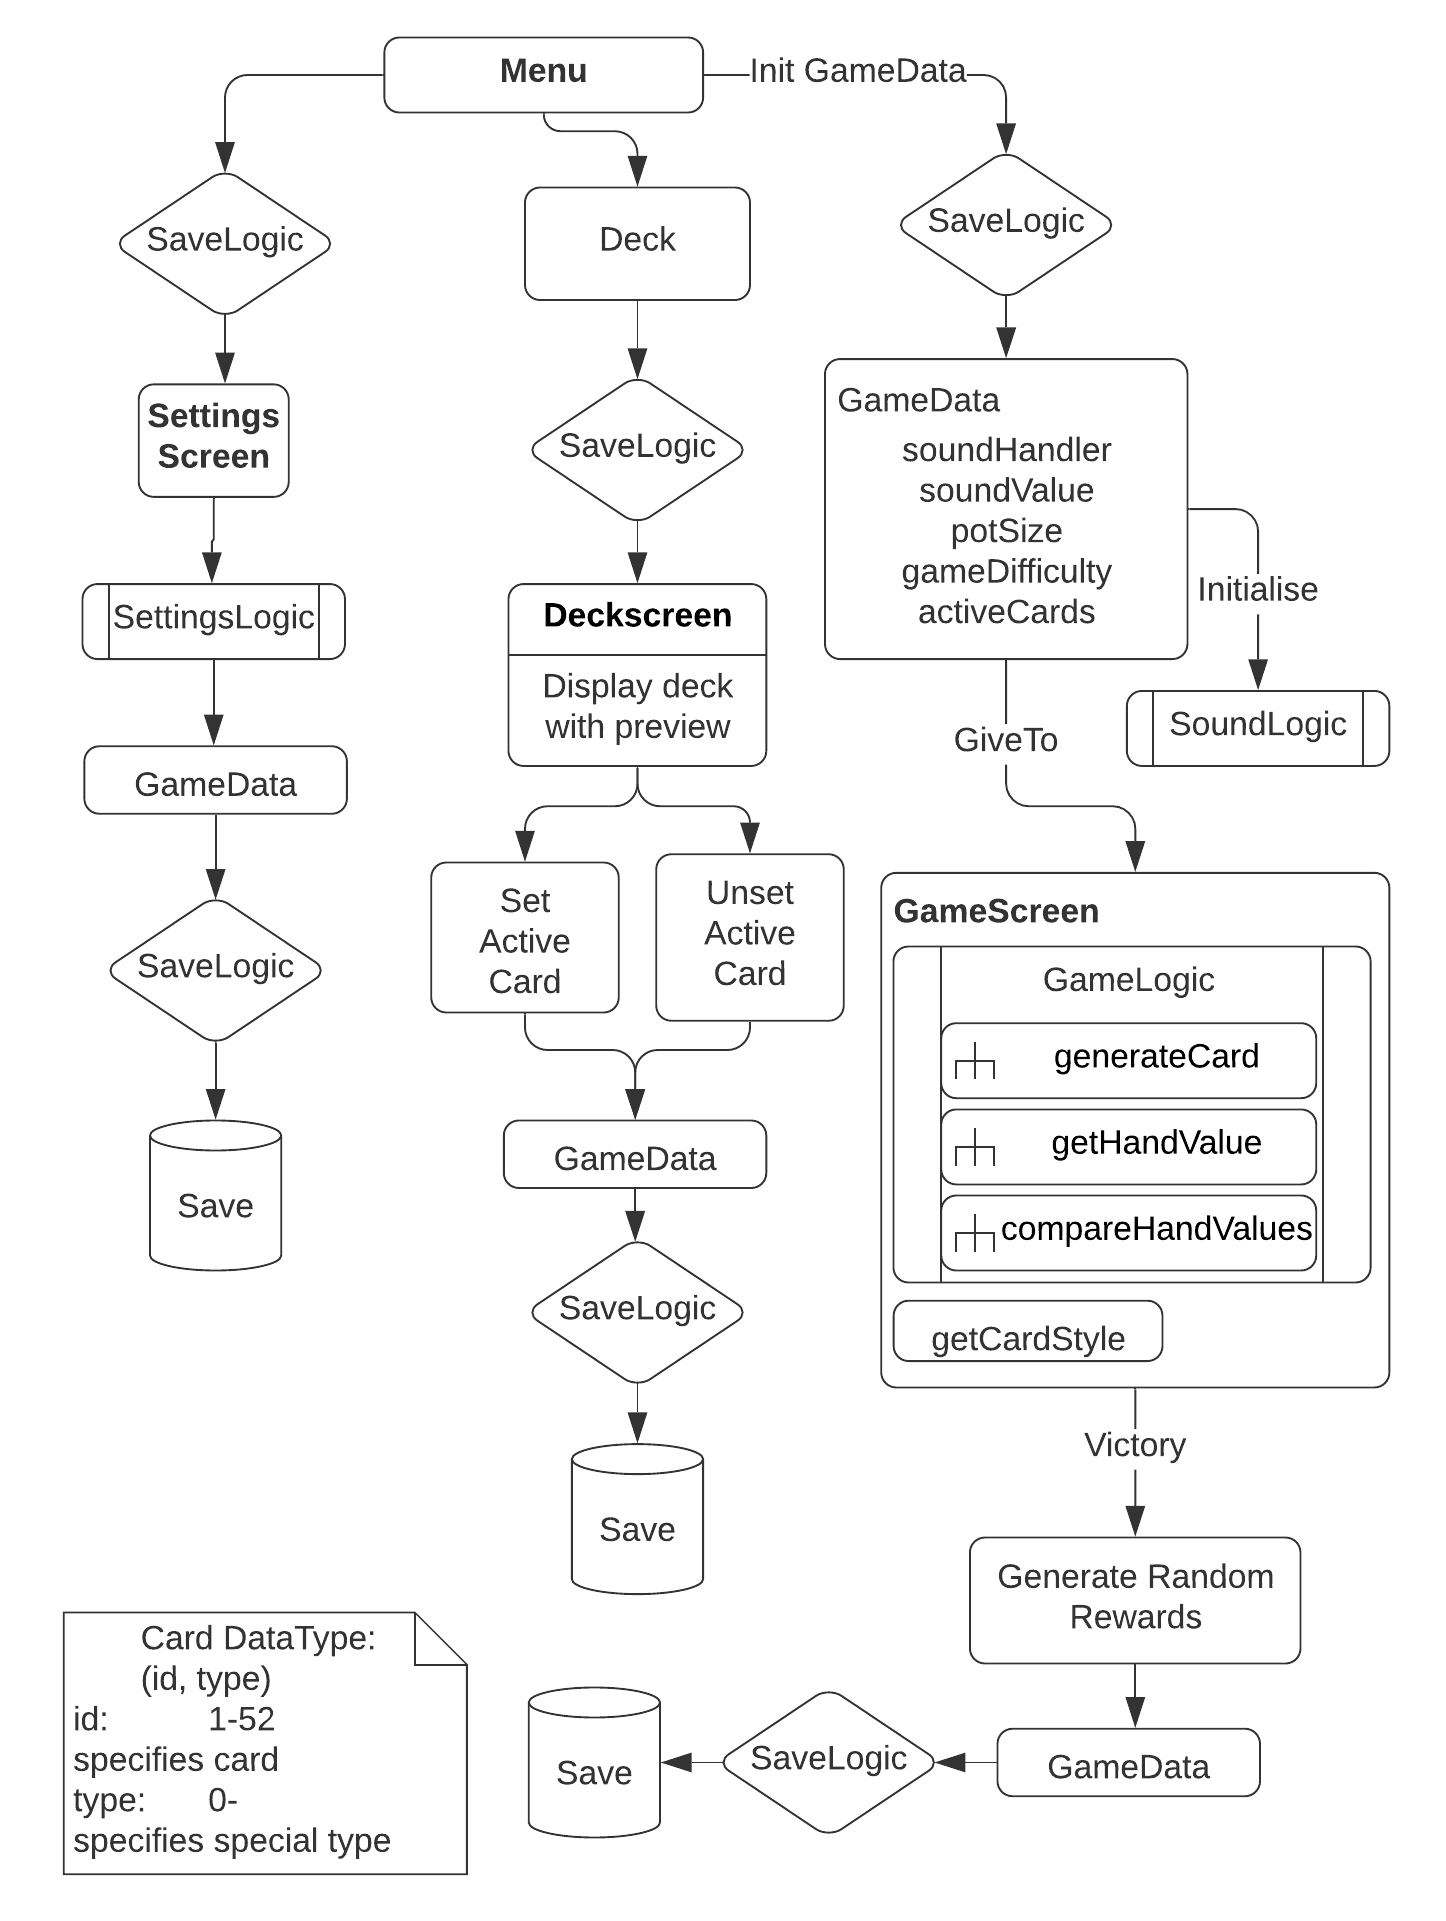 Menu
Init GameData
SaveLogic
Deck
SaveLogic
Settings
Screen
SaveLogic
GameData
soundHandler
soundValue
potSize
gameDifficulty
activeCards
SettingsLogic
Deckscreen
Display deck
with preview
Initialise
GiveTo
SoundLogic
GameData
Set
Active
Card
Unset
Active
Card
GameScreen
GameLogic
generateCard
getHandValue
compareHandValues
getCardStyle
SaveLogic
Save
GameData
SaveLogic
Save
Victory
Generate Random
Rewards
GameData
SaveLogic
Save
Card DataType:
(id, type)
id: 1-52
specifies card
type: 0-
specifies special type